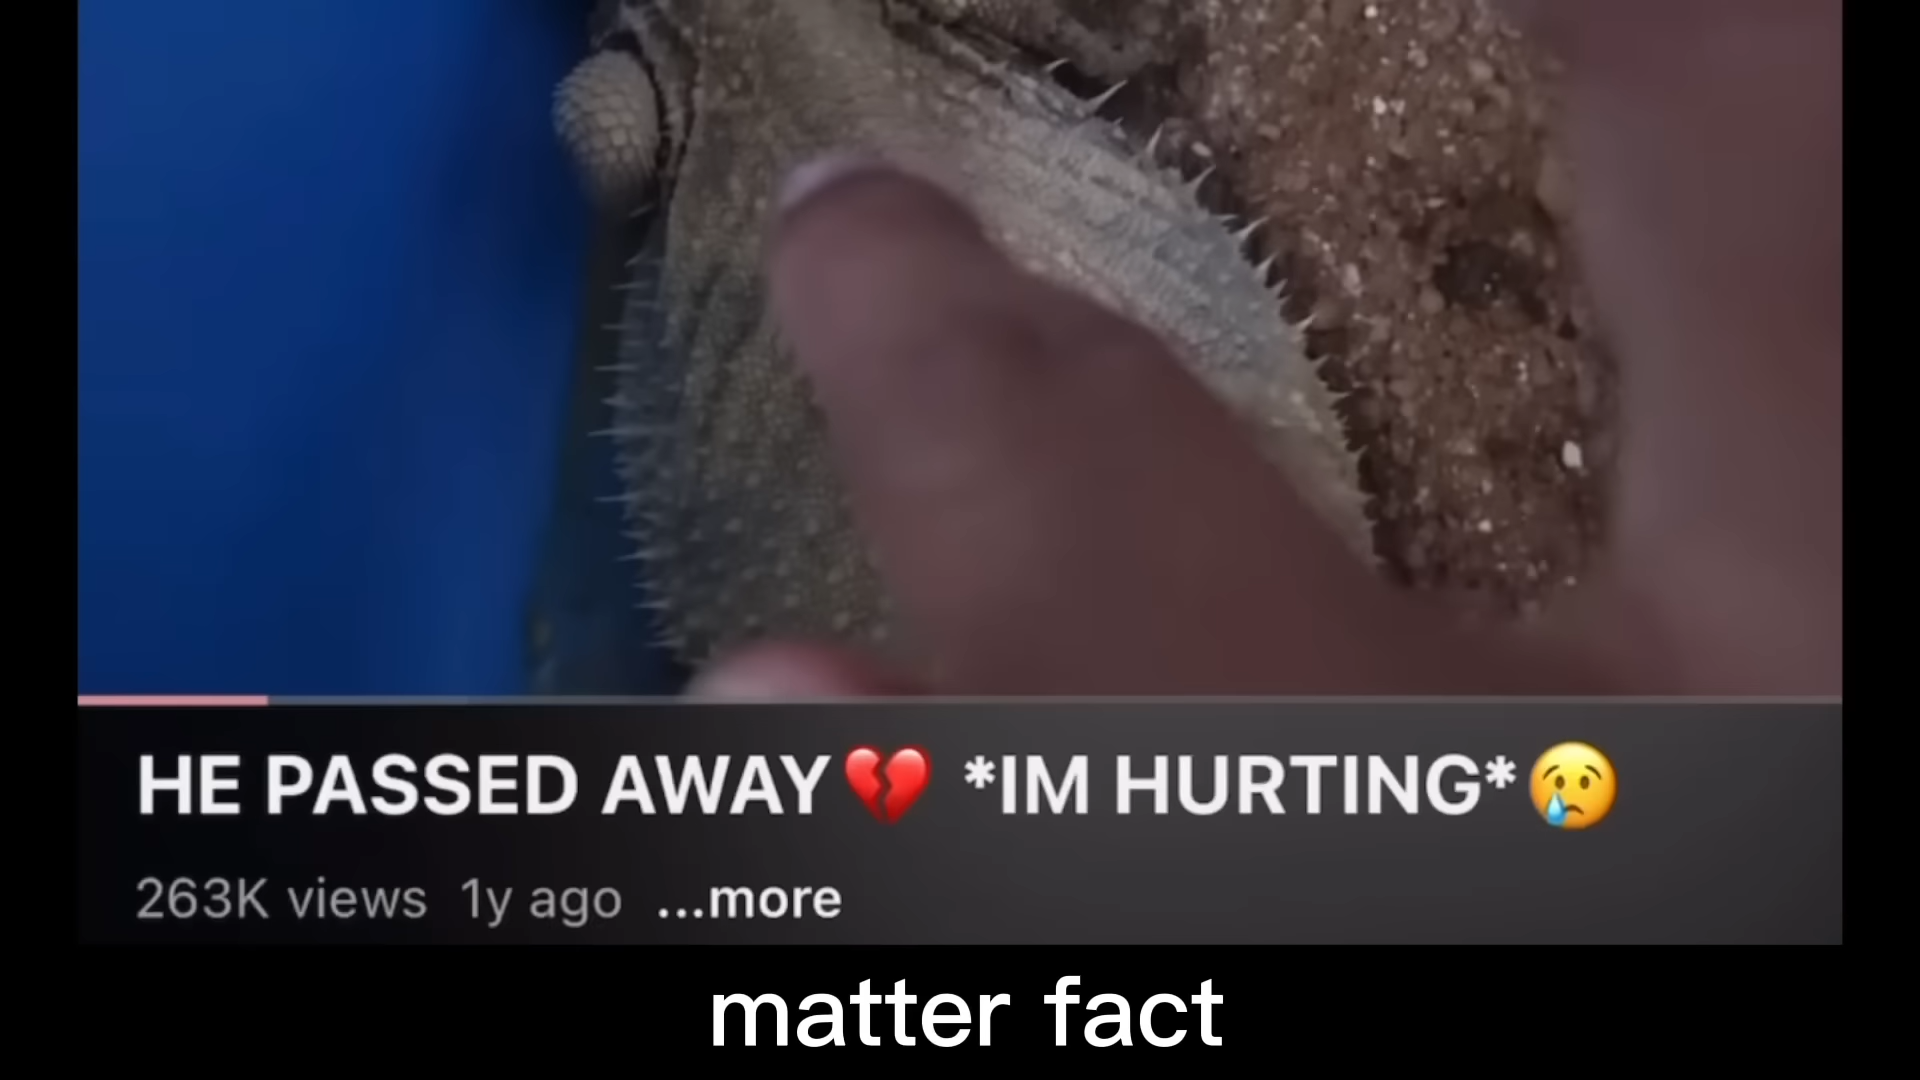 HE PASSED AWAY💔 *IM HURTING*😢
263K views 1y ago ...more
matter fact